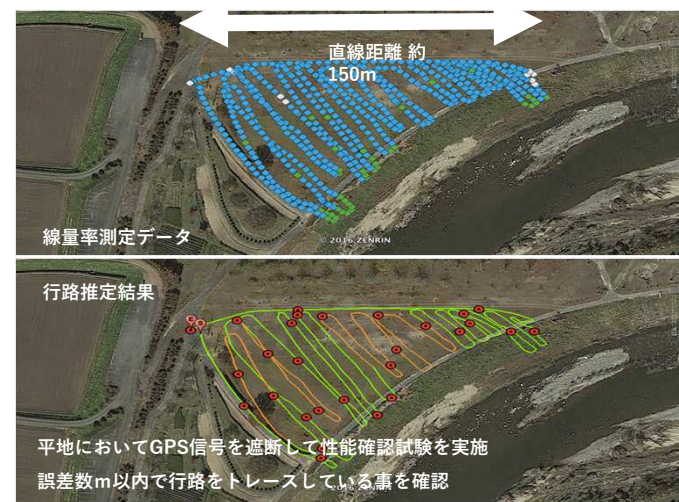 直線距離 約
150m
線量率測定データ
© 2016 ZENRIN
行路推定結果
平地においてGPS信号を遮断して性能確認試験を実施
誤差数m以内で行路をトレースしている事を確認